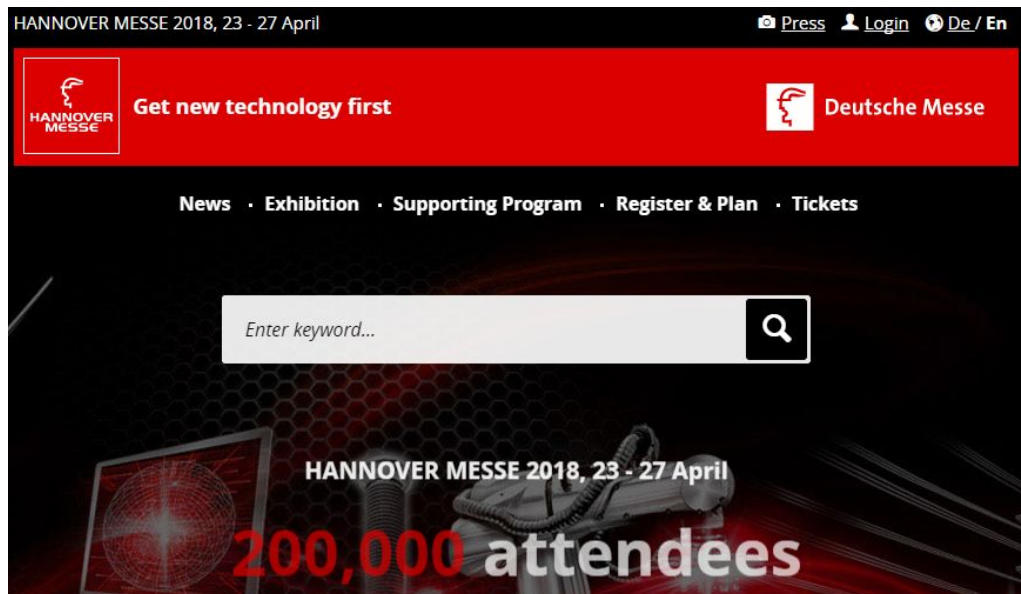 HANNOVER MESSE 2018, 23 - 27 April
Press Login De / En
HANNOVER
MESSE
Get new technology first
Deutsche Messe
News · Exhibition · Supporting Program · Register & Plan · Tickets
Enter keyword...
HANNOVER MESSE 2018, 23 - 27 April
200,000 attendees